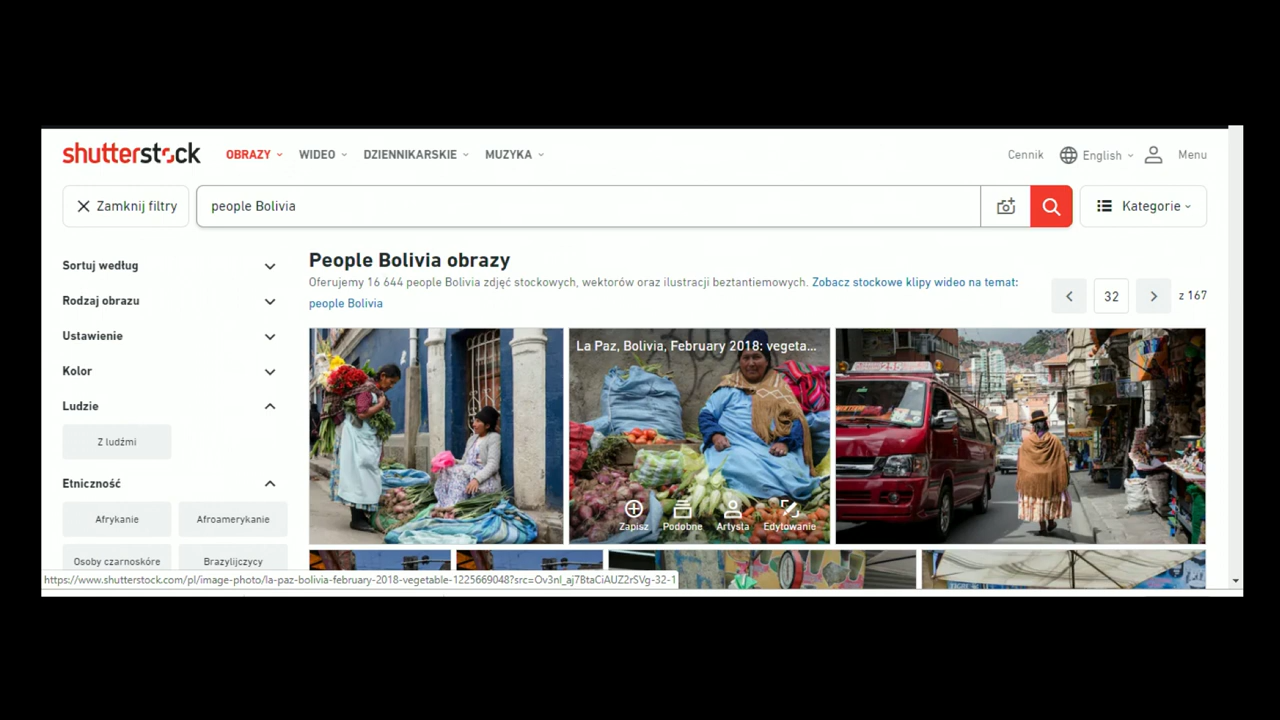 shutterstock OBRAZY WIDEO DZIENNIKARSKIE MUZYKA Cennik English Menu
Zamknij filtry people Bolivia Kategorie
Sortuj według
Rodzaj obrazu
Ustawienie
Kolor
Ludzie
Z ludźmi
Etniczność
Afrykanie Afroamerykanie
Osoby czarnoskóre Brazylijczycy
People Bolivia obrazy
Oferujemy 16 644 people Bolivia zdjęć stockowych, wektorów oraz ilustracji beztantiemowych. Zobacz stockowe klipy wideo na temat:
people Bolivia
32 z 167
La Paz, Bolivia, February 2018: vegeta...
Zapisz Podobne Artysta Edytowanie
255
https://www.shutterstock.com/pl/image-photo/la-paz-bolivia-february-2018-vegetable-1225669048?src=Ov3nl_aj7BtaCiAUZ2rSVg-32-1